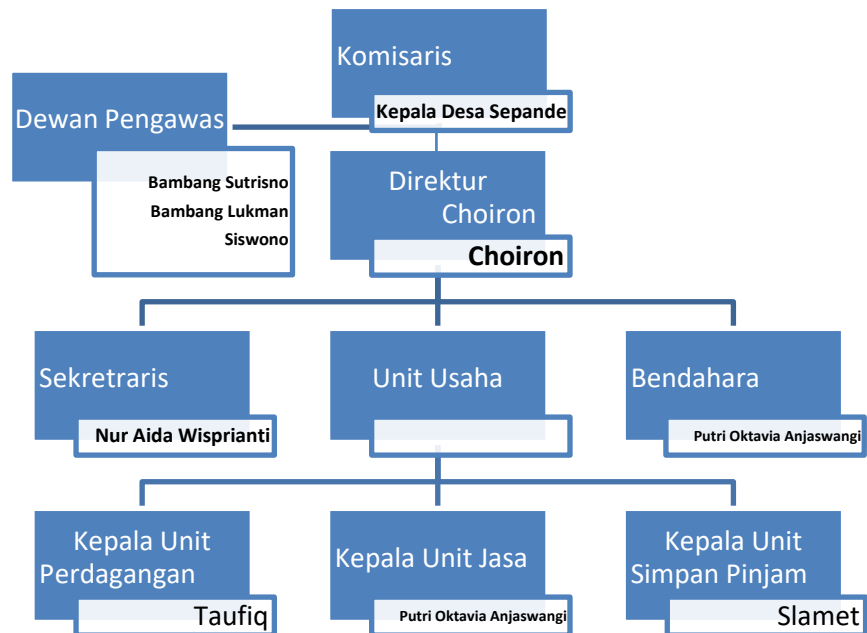 Komisaris
Kepala Desa Sepande
Dewan Pengawas
Bambang Sutrisno
Bambang Lukman
Siswono
Direktur
Choiron
Choiron
Sekretraris
Nur Aida Wisprianti
Unit Usaha
Bendahara
Putri Oktavia Anjaswangi
Kepala Unit
Perdagangan
Taufiq
Kepala Unit Jasa
Putri Oktavia Anjaswangi
Kepala Unit
Simpan Pinjam
Slamet